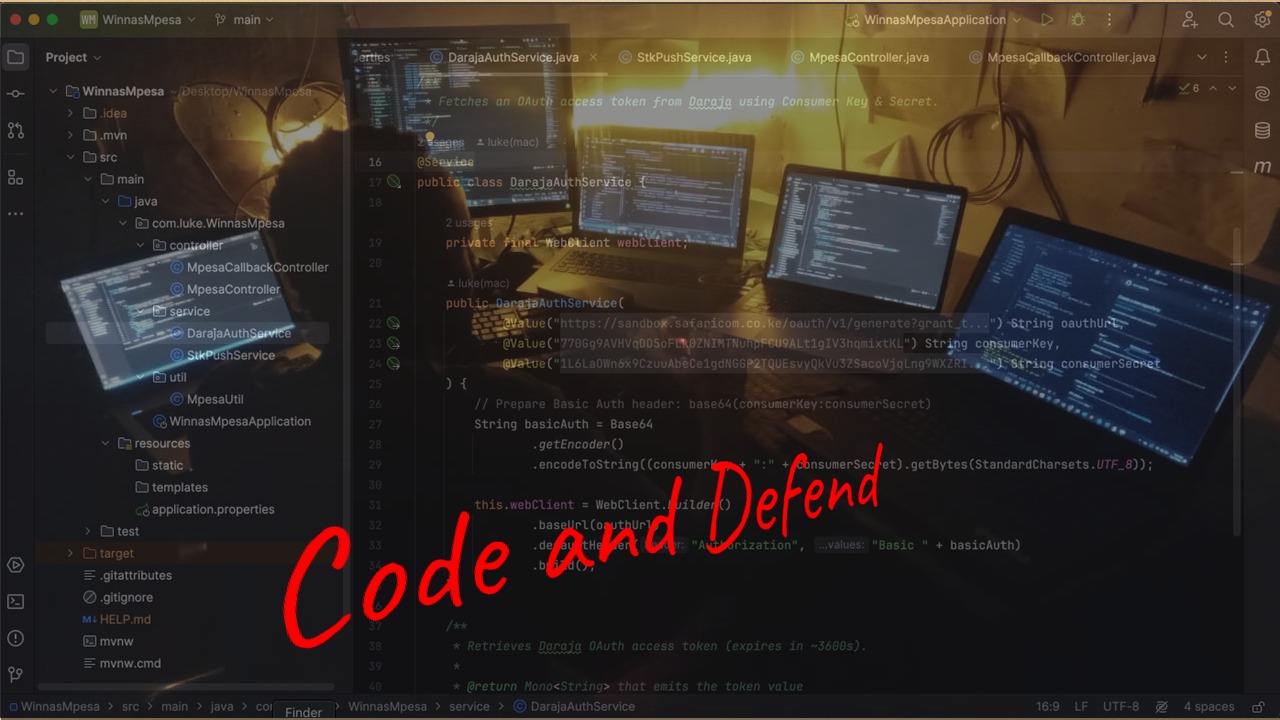 WM WinnasMpesa main WinnasMpesaApplication
Project
DarajaAuthService.java StkPushService.java MpesaController.java MpesaCallbackController.java
WinnasMpesa ~/Desktop/WinnasMpesa
.idea
.mvn
src
main
java
com.luke.WinnasMpesa
controller
MpesaCallbackController
MpesaController
service
DarajaAuthService
StkPushService
util
MpesaUtil
WinnasMpesaApplication
resources
static
templates
application.properties
test
target
.gitattributes
.gitignore
HELP.md
mvnw
mvnw.cmd
6
* Fetches an OAuth access token from Daraja using Consumer Key & Secret.
*/
2 usages luke(mac)
16 @Service
17 public class DarajaAuthService {
18
2 usages
19 private final WebClient webClient;
20
luke(mac)
21 public DarajaAuthService(
22 @Value("https://sandbox.safaricom.co.ke/oauth/v1/generate?grant_t...") String oauthUrl,
23 @Value(" ") String consumerKey,
24 @Value(" ") String consumerSecret
25 ) {
26 // Prepare Basic Auth header: base64(consumerKey:consumerSecret)
27 String basicAuth = Base64
28 .getEncoder()
29 .encodeToString((consumerKey + ":" + consumerSecret).getBytes(StandardCharsets.UTF_8));
30
31 this.webClient = WebClient.builder()
32 .baseUrl(oauthUrl)
33 .defaultHeader( "Authorization", ...values: "Basic " + basicAuth)
34 .build();
37 /**
38 * Retrieves Daraja OAuth access token (expires in ~3600s).
39 *
40 * @return Mono<String> that emits the token value
Code and Defend
WinnasMpesa > src > main > java > > WinnasMpesa > service > DarajaAuthService 16:9 LF UTF-8 4 spaces
Finder